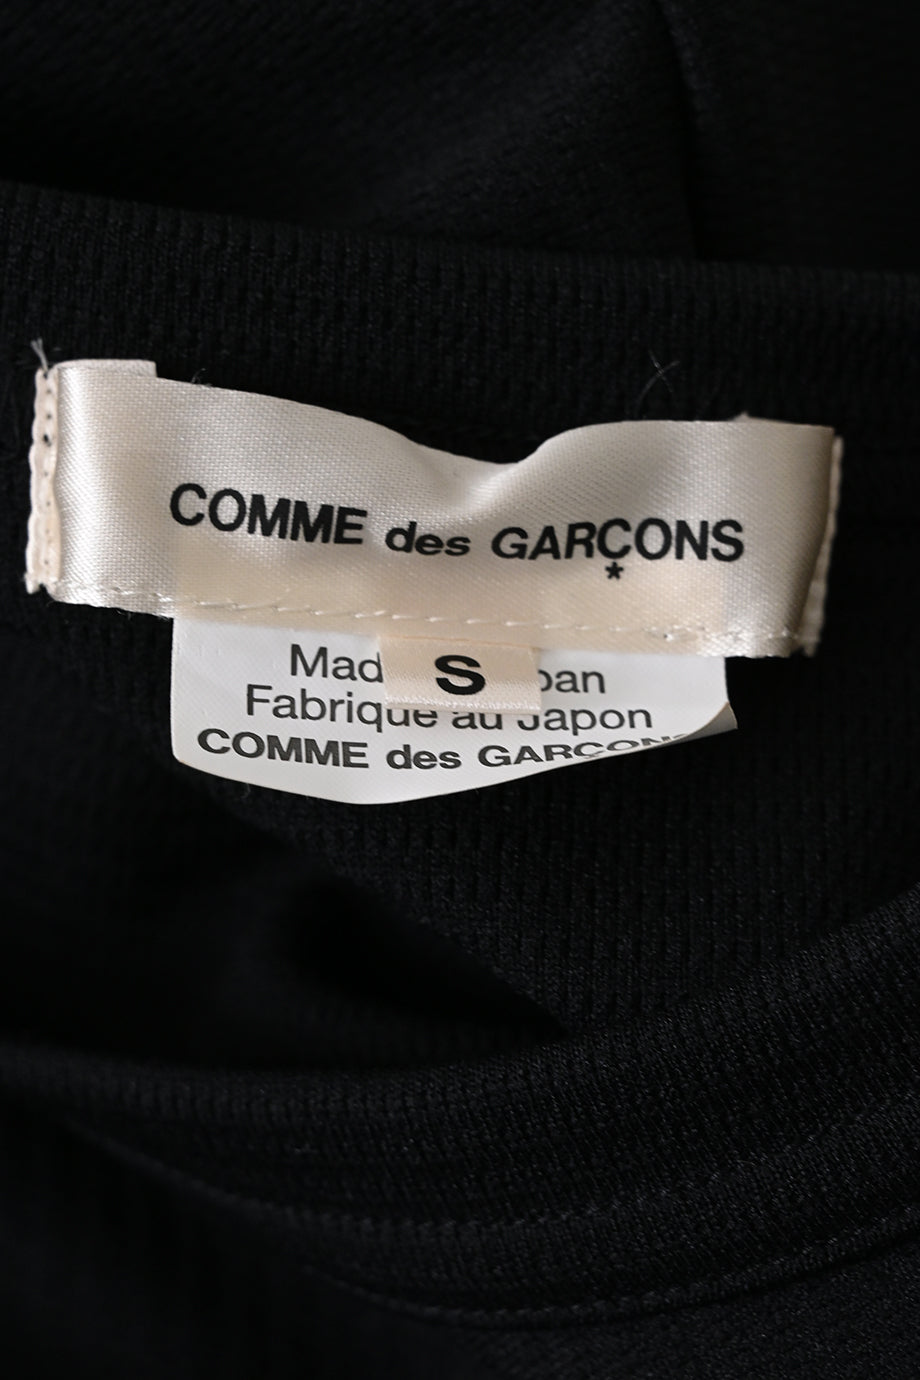 COMME des GARÇONS
*
S
Mad pan
Fabrique au Japon
COMME des GARÇONS